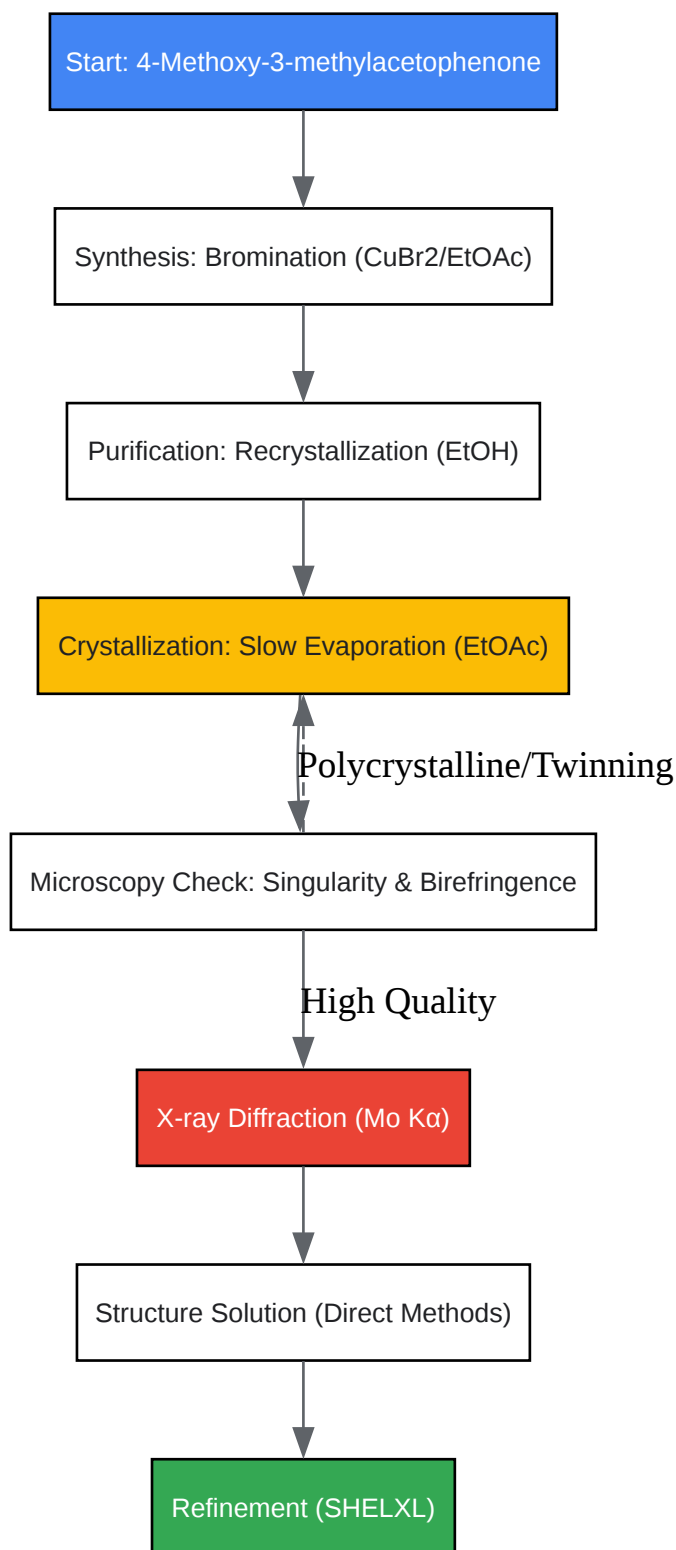 Start: 4-Methoxy-3-methylacetophenone
Synthesis: Bromination (CuBr2/EtOAc)
Purification: Recrystallization (EtOH)
Crystallization: Slow Evaporation (EtOAc)
Polycrystalline/Twinning
Microscopy Check: Singularity & Birefringence
High Quality
X-ray Diffraction (Mo Kα)
Structure Solution (Direct Methods)
Refinement (SHELXL)